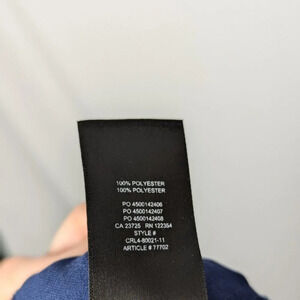 100% POLYESTER
100% POLYESTER
PO 4500142406
PO 4500142407
PO 4500142408
CA 23725 RN 122354
STYLE #
CRL4-80021-11
ARTICLE # 77702